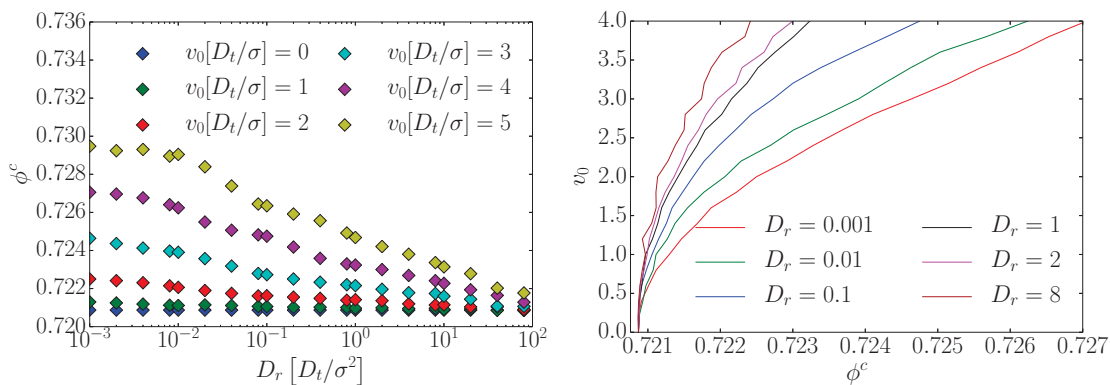 0.736
0.734
0.732
0.730
0.728
0.726
0.724
0.722
0.720
ϕ^c
v_0[D_t/σ] = 0
v_0[D_t/σ] = 1
v_0[D_t/σ] = 2
v_0[D_t/σ] = 3
v_0[D_t/σ] = 4
v_0[D_t/σ] = 5
10^{-3} 10^{-2} 10^{-1} 10^0 10^1 10^2
D_r [D_t/σ^2]
4.0
3.5
3.0
2.5
2.0
1.5
1.0
0.5
0.0
v_0
D_r = 0.001
D_r = 0.01
D_r = 0.1
D_r = 1
D_r = 2
D_r = 8
0.721 0.722 0.723 0.724 0.725 0.726 0.727
ϕ^c